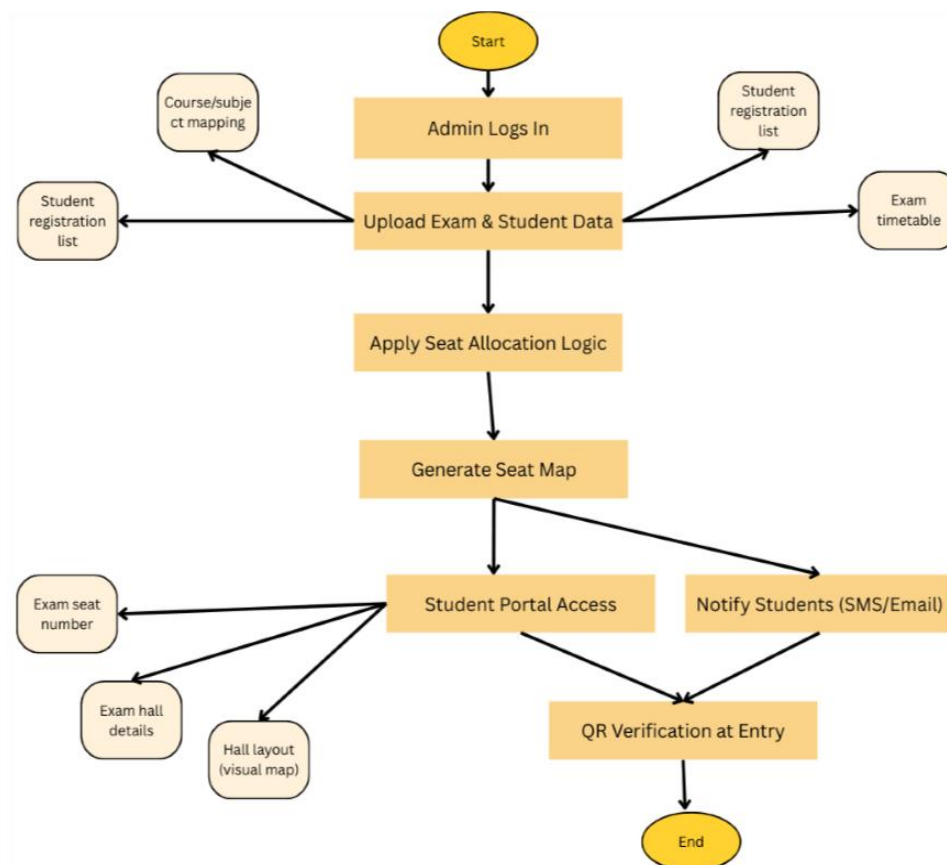 Start
Course/subje
ct mapping
Student
registration
list
Admin Logs In
Student
registration
list
Upload Exam & Student Data
Exam
timetable
Apply Seat Allocation Logic
Generate Seat Map
Exam seat
number
Student Portal Access
Notify Students (SMS/Email)
Exam hall
details
Hall layout
(visual map)
QR Verification at Entry
End